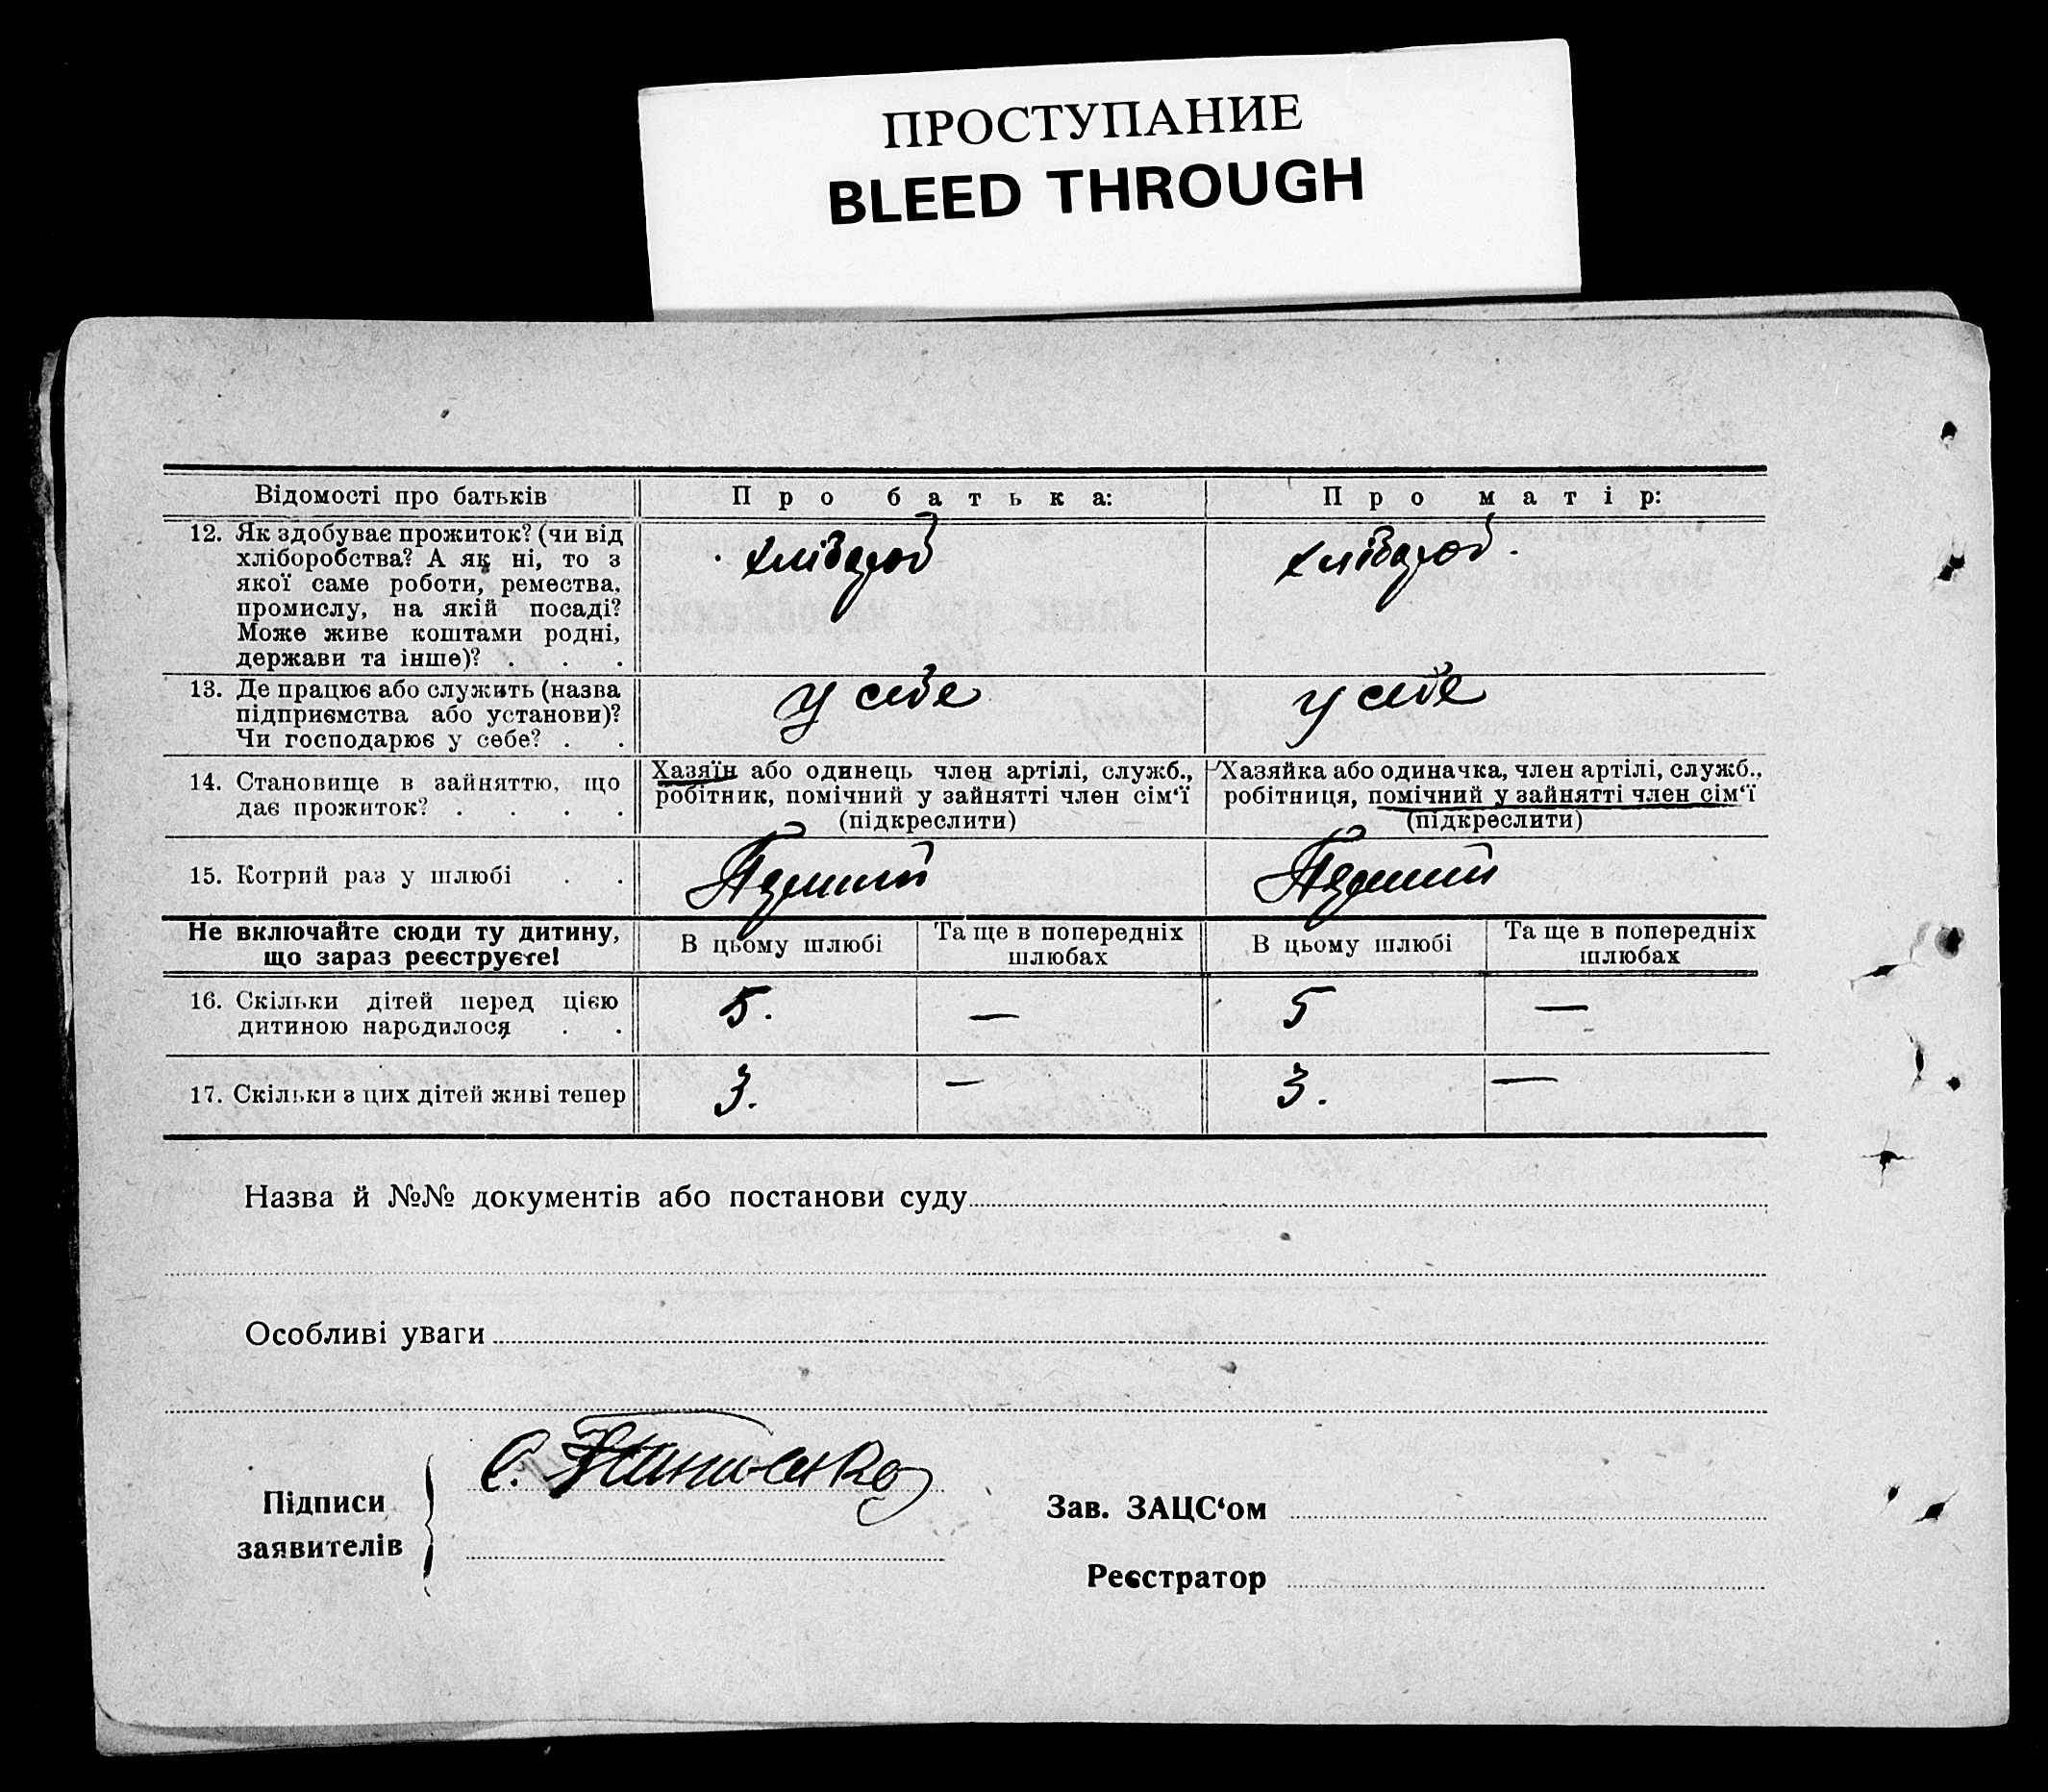 ПРОСТУПАНИЕ
BLEED THROUGH
Відомості про батьків П р о б а т ь к а: П р о м а т і р:
12. Як здобуває прожиток? (чи від
хліборобства? А як ні, то з
якої саме роботи, ремества,
промислу, на якій посаді?
Може живе коштами родні,
держави та інше)? . . .
хлібороб хлібороб.
13. Де працює або служить (назва
підприємства або установи)?
Чи господарює у себе? . .
у себе у себе
14. Становище в зайняттю, що
дає прожиток? . . . .
Хазяїн або одинець член артілі, служб.,
робітник, помічний у зайнятті член сім'ї
(підкреслити)
Хазяйка або одиначка, член артілі, служб.,
робітниця, помічний у зайнятті член сім'ї
(підкреслити)
15. Котрий раз у шлюбі . .
Перший Перший
Не включайте сюди ту дитину,
що зараз реєструєте!
В цьому шлюбі Та ще в попередніх
шлюбах
В цьому шлюбі Та ще в попередніх
шлюбах
16. Скільки дітей перед цією
дитиною народилося . .
5. — 5 —
17. Скільки з цих дітей живі тепер 3. — 3. —
Назва й №№ документів або постанови суду
Особливі уваги
Підписи
заявителів
С.
Зав. ЗАЦС‘ом
Реєстратор